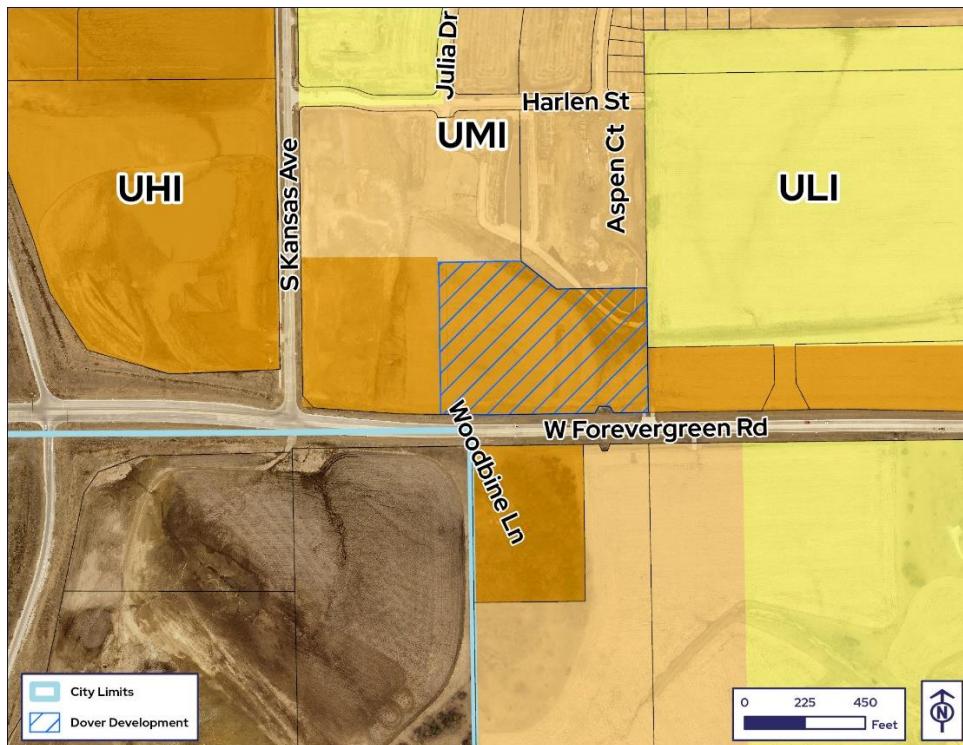 Julia Dr
Harlen St
UMI
Aspen Ct
UHI
ULI
S Kansas Ave
Woodbine Ln
W Forevergreen Rd
City Limits
Dover Development
0 225 450
Feet
N